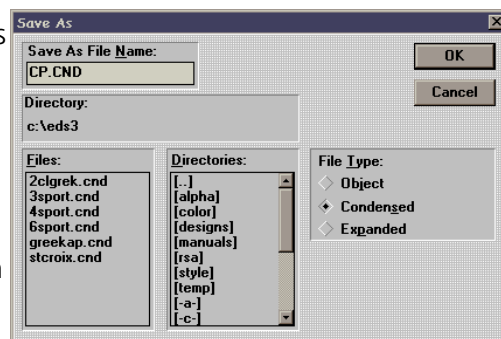 Save As
Save As File Name:
CP.CND
OK
Cancel
Directory:
c:\eds3
Files:
2clgrek.cnd
3sport.cnd
4sport.cnd
6sport.cnd
greekap.cnd
stcroix.cnd
Directories:
[..]
[alpha]
[color]
[designs]
[manuals]
[rsa]
[style]
[temp]
[-a-]
[-c-]
File Type:
Object
Condensed
Expanded